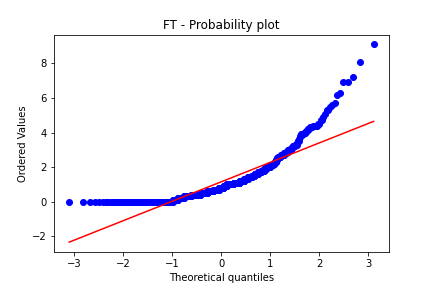 FT - Probability plot
Ordered Values
8
6
4
2
0
−2
−3 −2 −1 0 1 2 3
Theoretical quantiles